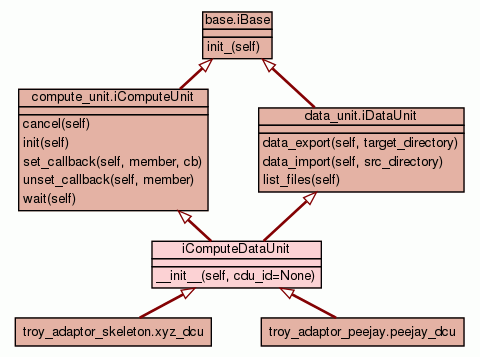 base.iBase
init_(self)
compute_unit.iComputeUnit
cancel(self)
init(self)
set_callback(self, member, cb)
unset_callback(self, member)
wait(self)
data_unit.iDataUnit
data_export(self, target_directory)
data_import(self, src_directory)
list_files(self)
iComputeDataUnit
__init__(self, cdu_id=None)
troy_adaptor_skeleton.xyz_dcu
troy_adaptor_peejay.peejay_dcu